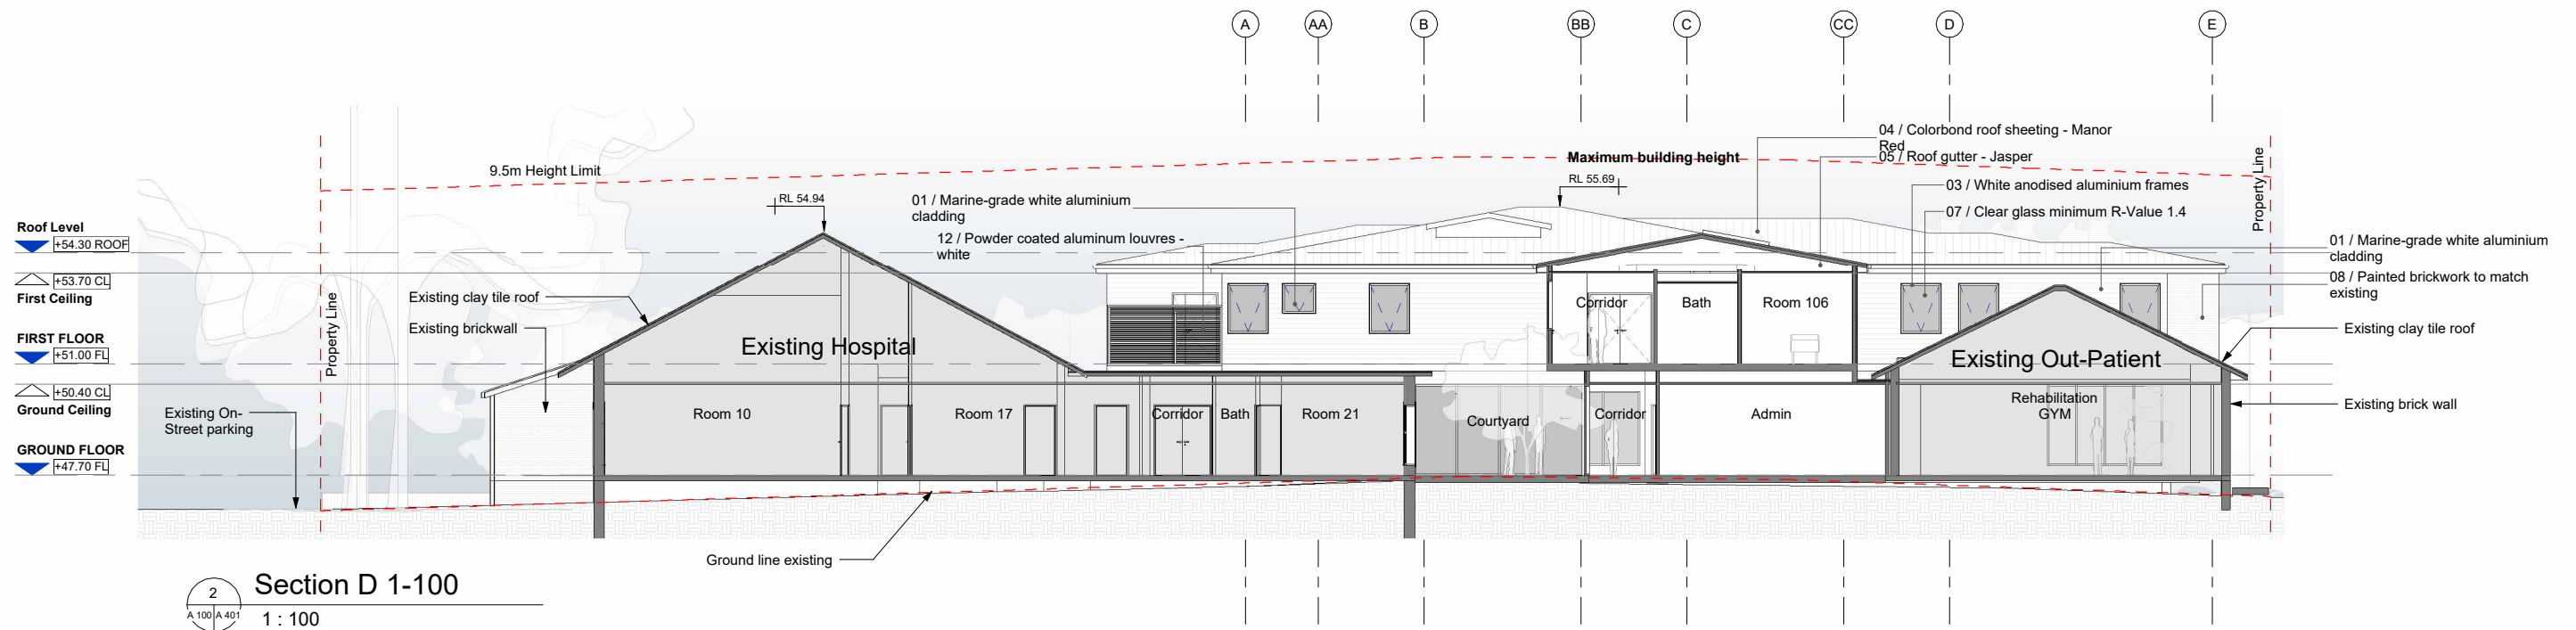 A AA B BB C CC D E
04 / Colorbond roof sheeting - Manor
Red
Maximum building height
05 / Roof gutter - Jasper
9.5m Height Limit
RL 55.69
03 / White anodised aluminium frames
RL 54.94
01 / Marine-grade white aluminium
cladding
07 / Clear glass minimum R-Value 1.4
Property Line
Roof Level
+54.30 ROOF
12 / Powder coated aluminum louvres -
white
01 / Marine-grade white aluminium
cladding
+53.70 CL
First Ceiling
08 / Painted brickwork to match
existing
Existing clay tile roof
Corridor
Bath
Room 106
Property Line
Existing brickwall
Existing clay tile roof
FIRST FLOOR
+51.00 FL
Existing Hospital
Existing Out-Patient
+50.40 CL
Ground Ceiling
Existing On-
Street parking
Room 10
Room 17
Corridor
Bath
Room 21
Courtyard
Corridor
Admin
Rehabilitation
GYM
Existing brick wall
GROUND FLOOR
+47.70 FL
Ground line existing
2
A 100 A 401
Section D 1-100
1 : 100